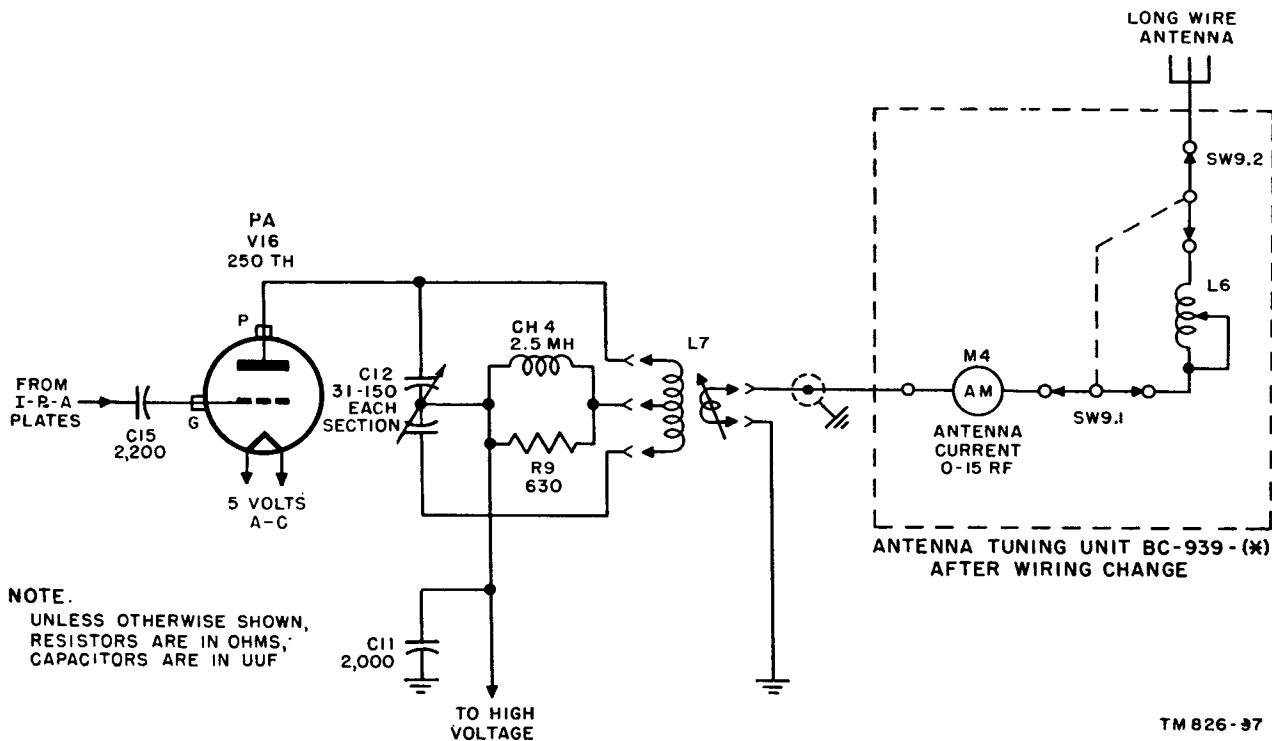 LONG WIRE
ANTENNA
SW9.2
L6
M4
AM
SW9.1
ANTENNA
CURRENT
0-15 RF
ANTENNA TUNING UNIT BC-939-(*)
AFTER WIRING CHANGE
PA
V16
250 TH
P
G
FROM
I-P-A
PLATES
C15
2,200
5 VOLTS
A-C
C12
31-150
EACH
SECTION
CH 4
2.5 MH
R9
630
L7
C11
2,000
TO HIGH
VOLTAGE
NOTE.
UNLESS OTHERWISE SHOWN,
RESISTORS ARE IN OHMS,
CAPACITORS ARE IN UUF
TM 826-37